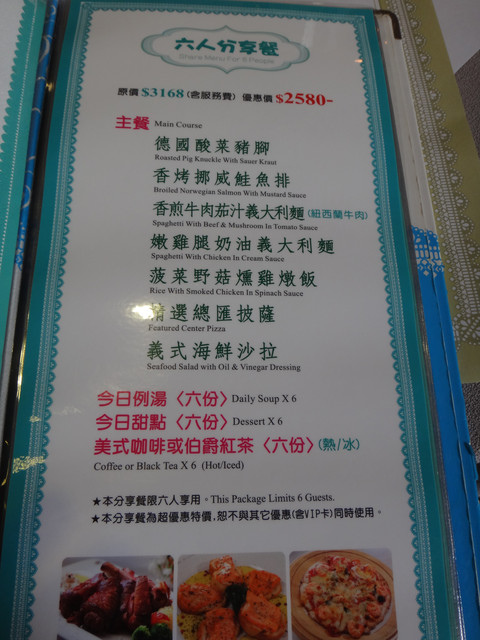 六人分享餐
Share Menu For 6 People
原價 $3168 (含服務費) 優惠價 $2580-
主餐 Main Course
德國酸菜豬腳
Roasted Pig Knuckle With Sauer Kraut
香烤挪威鮭魚排
Broiled Norwegian Salmon With Mustard Sauce
香煎牛肉茄汁義大利麵 (紐西蘭牛肉)
Spaghetti With Beef & Mushroom In Tomato Sauce
嫩雞腿奶油義大利麵
Spaghetti With Chicken In Cream Sauce
菠菜野菇燻雞燉飯
Rice With Smoked Chicken In Spinach Sauce
精選總匯披薩
Featured Center Pizza
義式海鮮沙拉
Seafood Salad with Oil & Vinegar Dressing
今日例湯〈六份〉Daily Soup X 6
今日甜點〈六份〉Dessert X 6
美式咖啡或伯爵紅茶〈六份〉(熱/冰)
Coffee or Black Tea X 6 (Hot/Iced)
★本分享餐限六人享用。This Package Limits 6 Guests.
★本分享餐為超優惠特價，恕不與其它優惠(含VIP卡)同時使用。